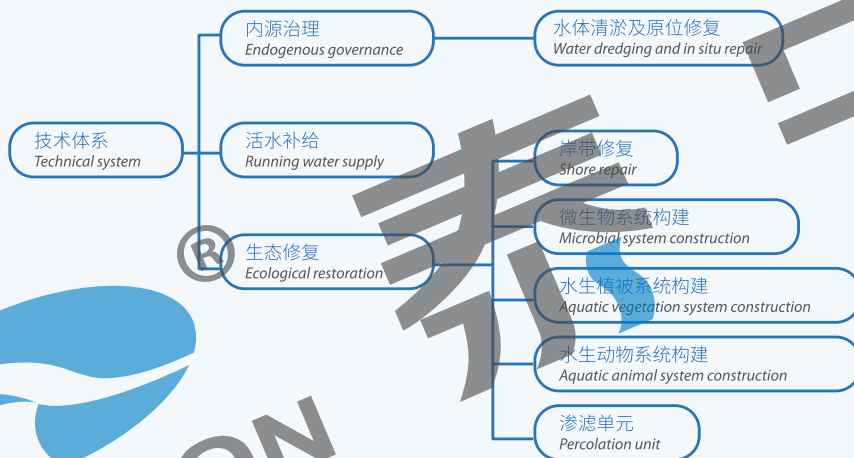 内源治理
Endogenous governance
水体清淤及原位修复
Water dredging and in situ repair
技术体系
Technical system
活水补给
Running water supply
生态修复
Ecological restoration
岸带修复
Shore repair
微生物系统构建
Microbial system construction
水生植被系统构建
Aquatic vegetation system construction
水生动物系统构建
Aquatic animal system construction
渗滤单元
Percolation unit
®
ON